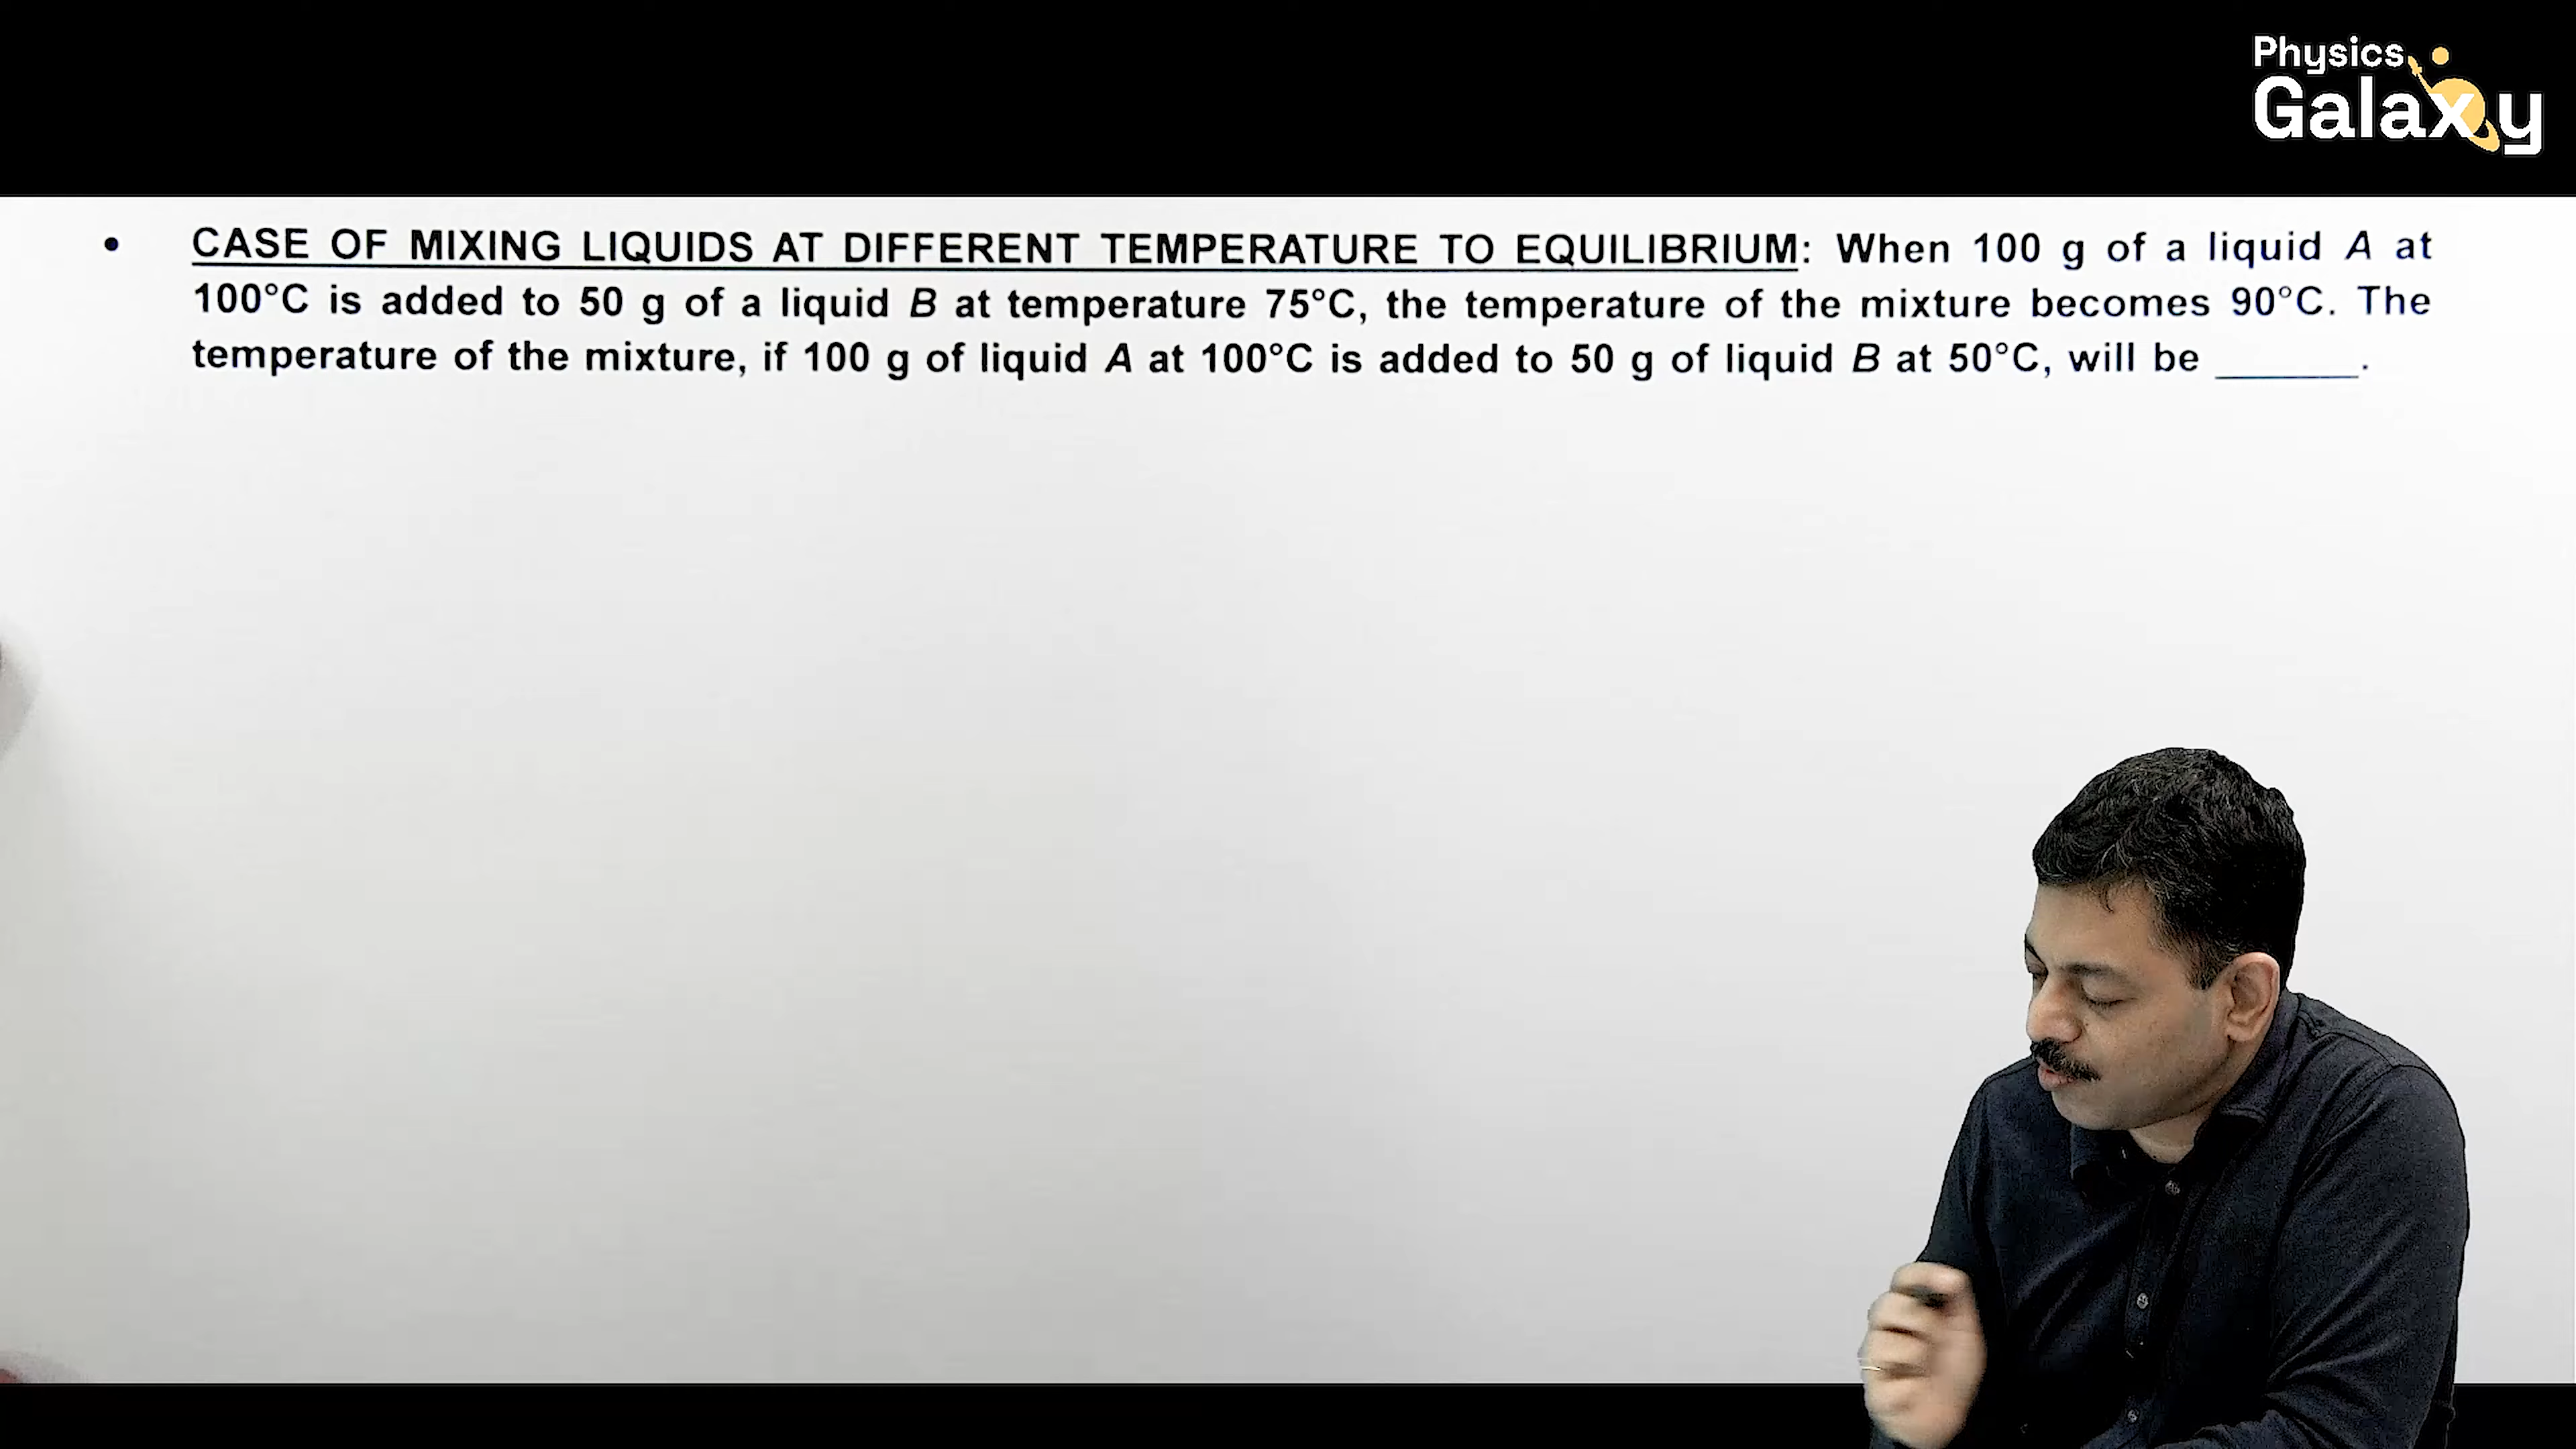 Physics
Galaxy
• CASE OF MIXING LIQUIDS AT DIFFERENT TEMPERATURE TO EQUILIBRIUM: When 100 g of a liquid A at
100°C is added to 50 g of a liquid B at temperature 75°C, the temperature of the mixture becomes 90°C. The
temperature of the mixture, if 100 g of liquid A at 100°C is added to 50 g of liquid B at 50°C, will be ______.